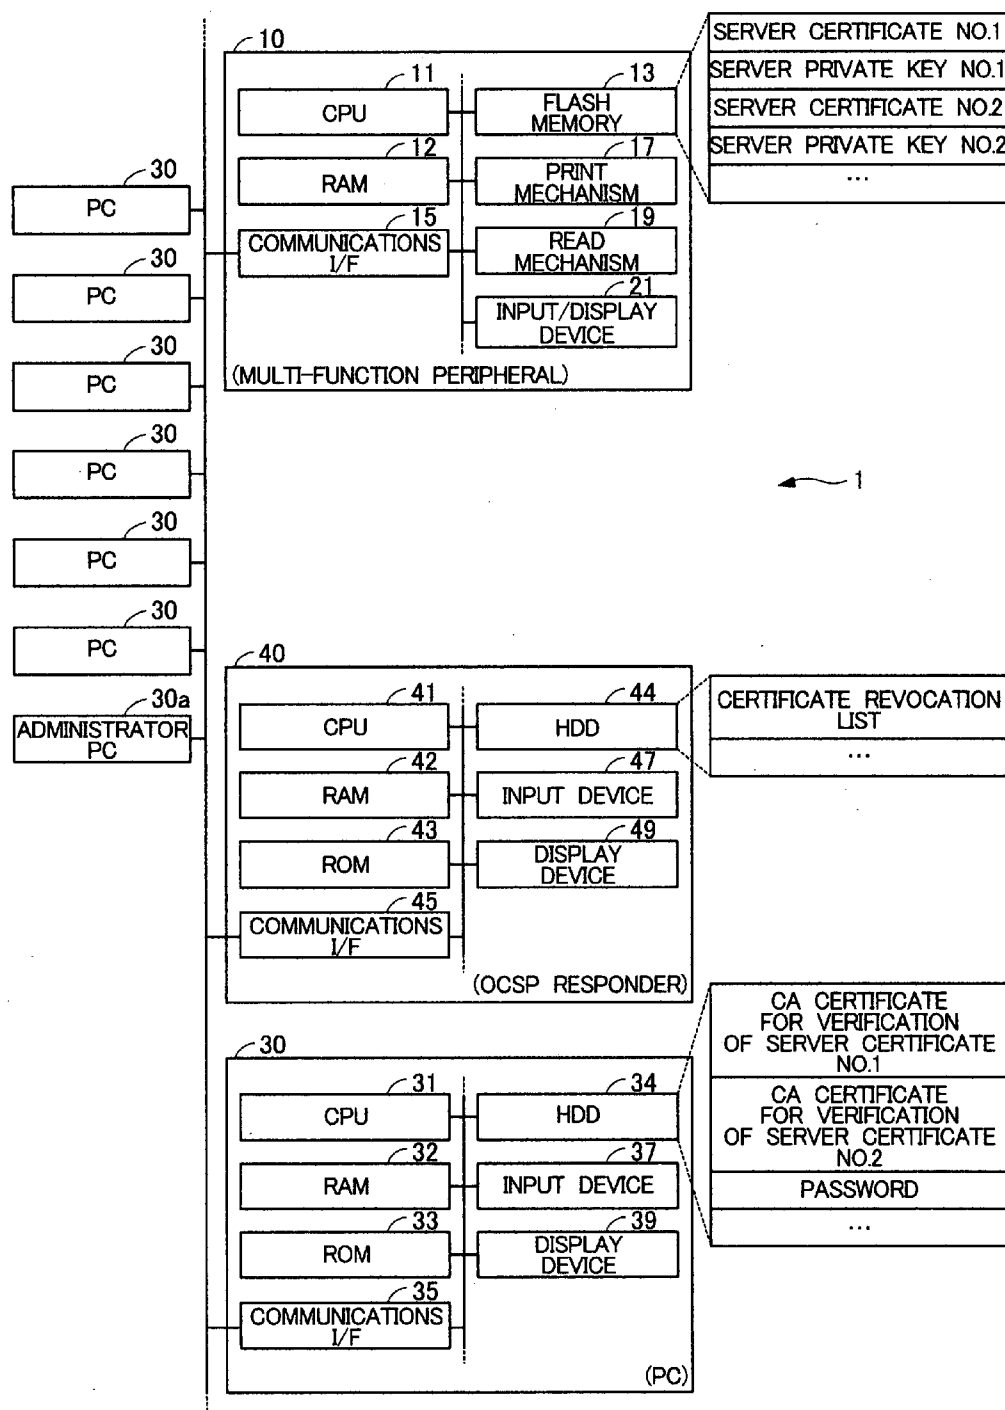 10
11
CPU
13
FLASH
MEMORY
12
RAM
17
PRINT
MECHANISM
15
COMMUNICATIONS
I/F
19
READ
MECHANISM
21
INPUT/DISPLAY
DEVICE
(MULTI-FUNCTION PERIPHERAL)
SERVER CERTIFICATE NO.1
SERVER PRIVATE KEY NO.1
SERVER CERTIFICATE NO.2
SERVER PRIVATE KEY NO.2
...
30
PC
30
PC
30
PC
30
PC
30
PC
30
PC
30a
ADMINISTRATOR
PC
1
40
41
CPU
44
HDD
42
RAM
47
INPUT DEVICE
43
ROM
49
DISPLAY
DEVICE
45
COMMUNICATIONS
I/F
(OCSP RESPONDER)
CERTIFICATE REVOCATION
LIST
...
30
31
CPU
34
HDD
32
RAM
37
INPUT DEVICE
33
ROM
39
DISPLAY
DEVICE
35
COMMUNICATIONS
I/F
(PC)
CA CERTIFICATE
FOR VERIFICATION
OF SERVER CERTIFICATE
NO.1
CA CERTIFICATE
FOR VERIFICATION
OF SERVER CERTIFICATE
NO.2
PASSWORD
...